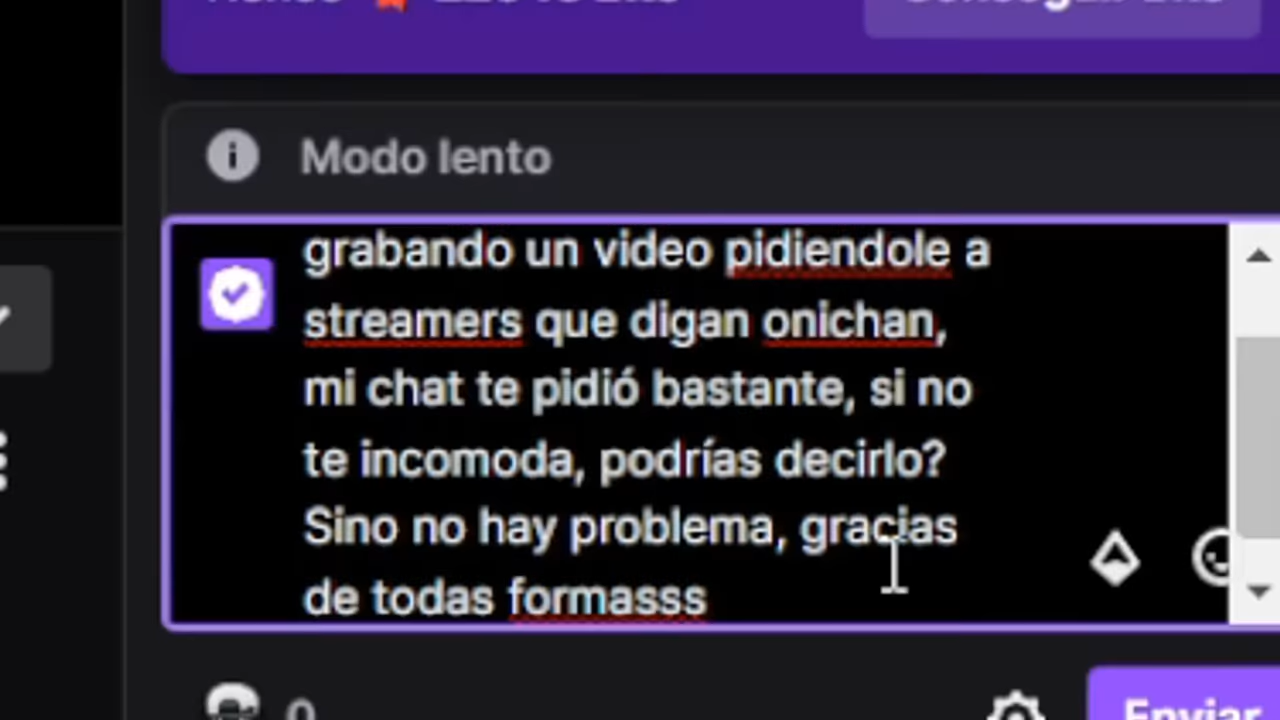 Modo lento
grabando un video pidiendole a
streamers que digan onichan,
mi chat te pidió bastante, si no
te incomoda, podrías decirlo?
Sino no hay problema, gracias
de todas formasss
0
Enviar